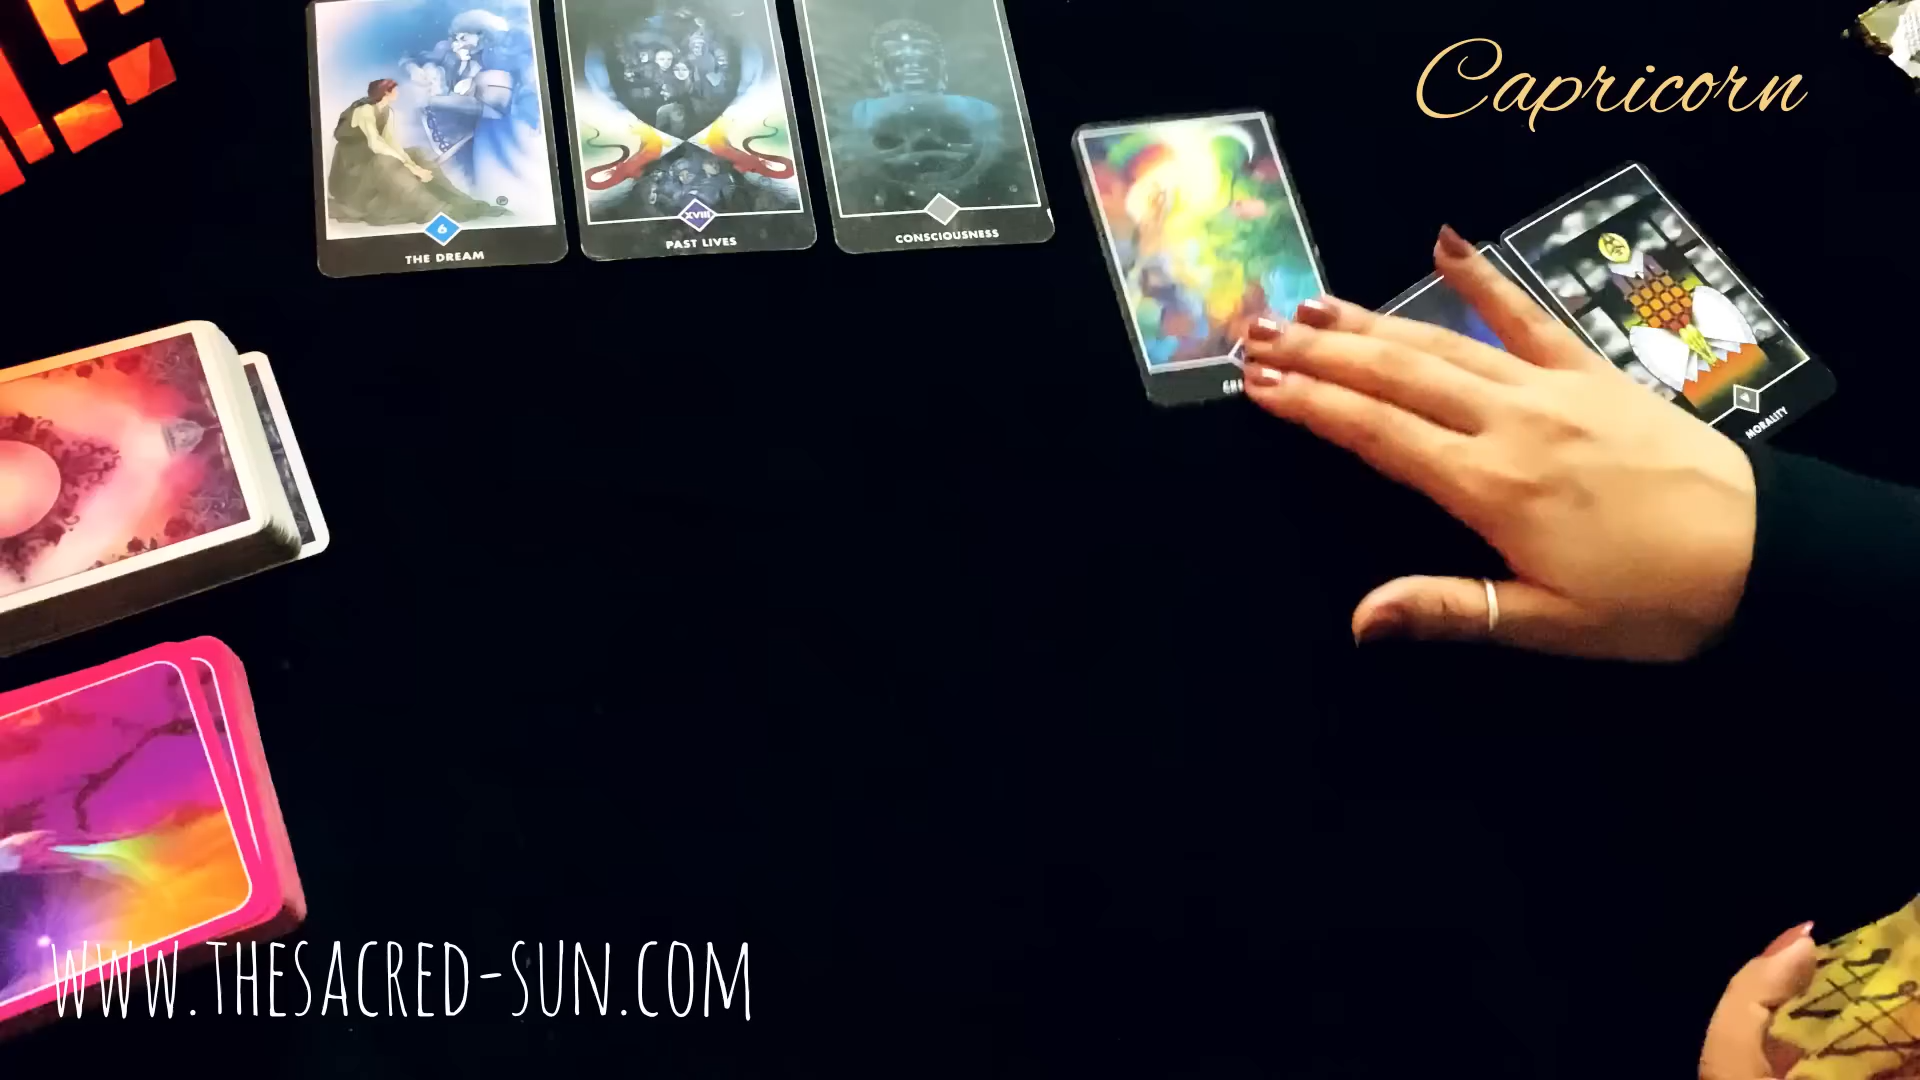 Capricorn
6
THE DREAM
XVIII
PAST LIVES
CONSCIOUSNESS
MORALITY
www.thesacred-sun.com